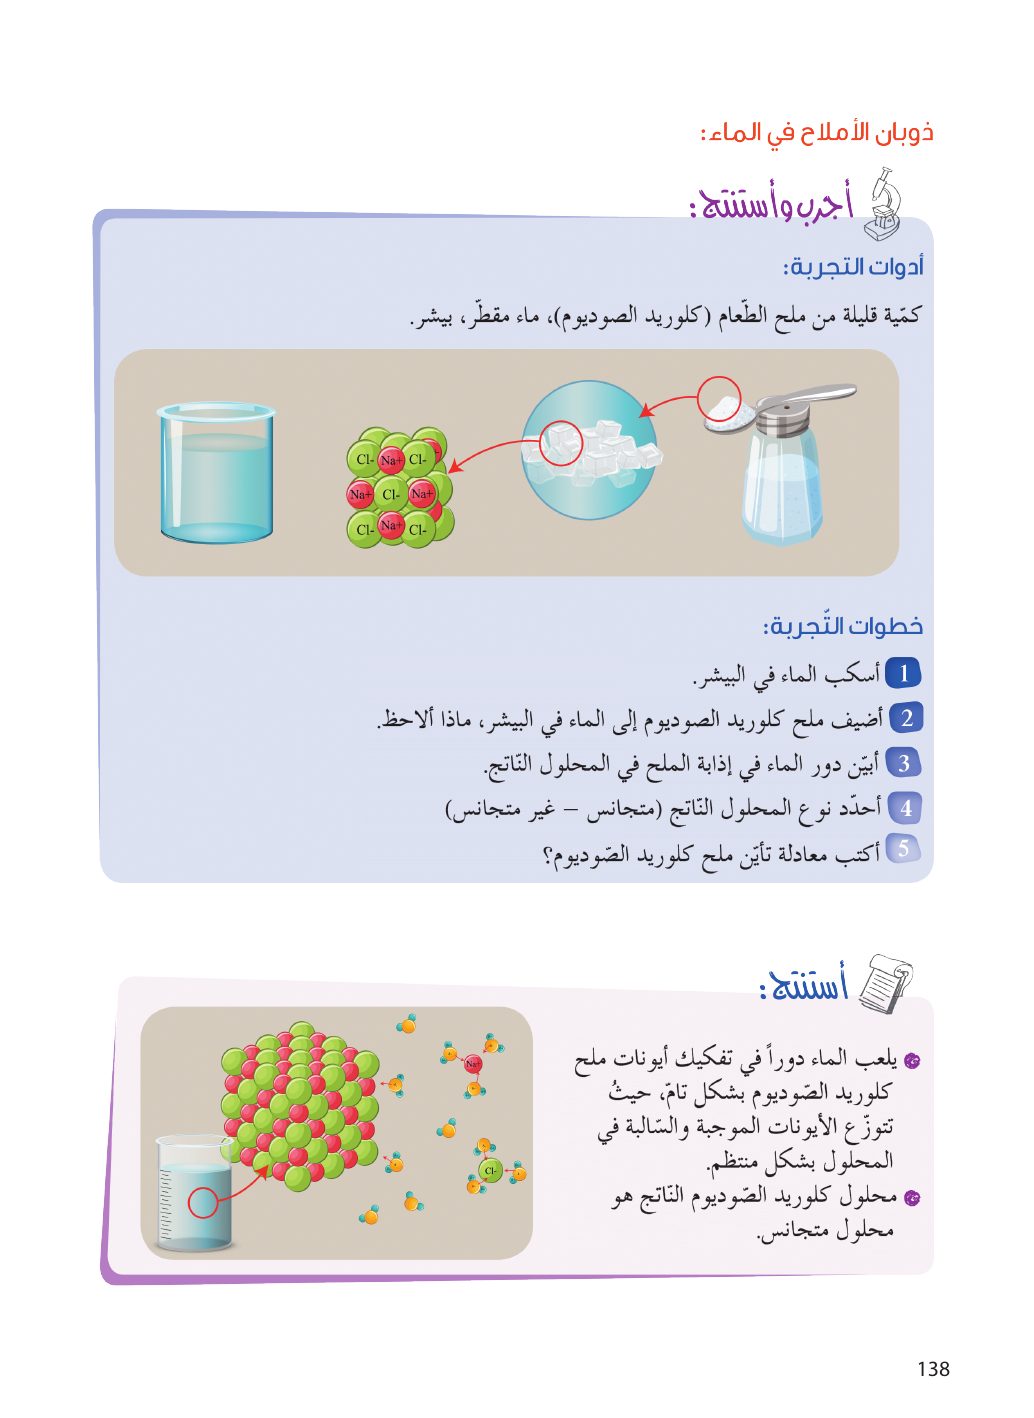 ذوبان الأملاح في الماء:
أجرب وأستنتج:
أدوات التجربة:
كمّية قليلة من ملح الطّعام (كلوريد الصوديوم)، ماء مقطّر، بيشر.
Cl- Na+ Cl-
Na+ Cl- Na+
Cl- Na+ Cl-
خطوات التّجربة:
1 أسكب الماء في البيشر.
2 أضيف ملح كلوريد الصوديوم إلى الماء في البيشر، ماذا ألاحظ.
3 أبيّن دور الماء في إذابة الملح في المحلول النّاتج.
4 أحدّد نوع المحلول النّاتج (متجانس – غير متجانس)
5 أكتب معادلة تأيّن ملح كلوريد الصّوديوم؟
أستنتج:
يلعب الماء دوراً في تفكيك أيونات ملح
كلوريد الصّوديوم بشكل تامّ، حيثُ
تتوزّع الأيونات الموجبة والسّالبة في
المحلول بشكل منتظم.
محلول كلوريد الصّوديوم النّاتج هو
محلول متجانس.
Na+
Cl-
138